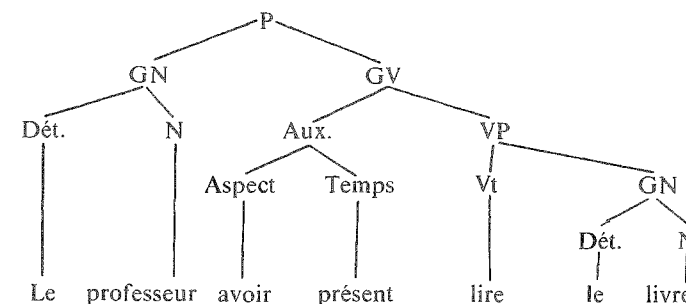 P
GN GV
Dét. N Aux. VP
Aspect Temps Vt GN
Dét. N
Le professeur avoir présent lire le livre